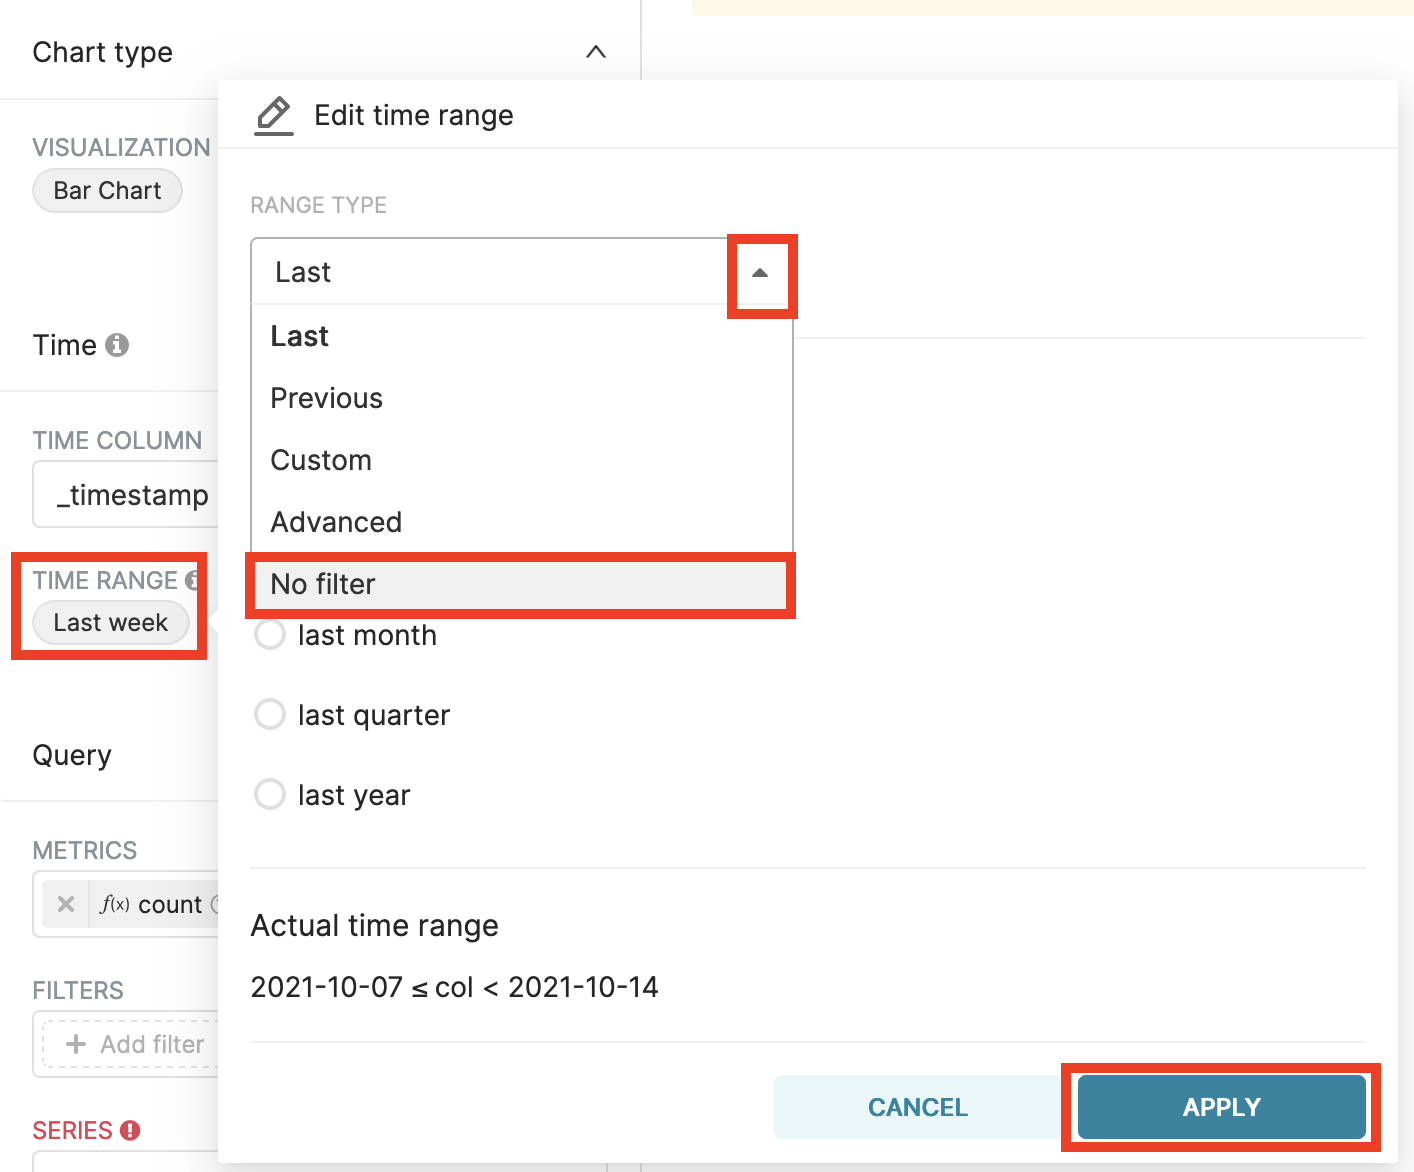 Chart type
Edit time range
VISUALIZATION
Bar Chart
RANGE TYPE
Last
Last
Previous
Custom
Advanced
No filter
last month
last quarter
last year
Time
TIME COLUMN
_timestamp
TIME RANGE
Last week
Query
METRICS
f(x) count
FILTERS
+ Add filter
SERIES
Actual time range
2021-10-07 ≤ col < 2021-10-14
CANCEL
APPLY